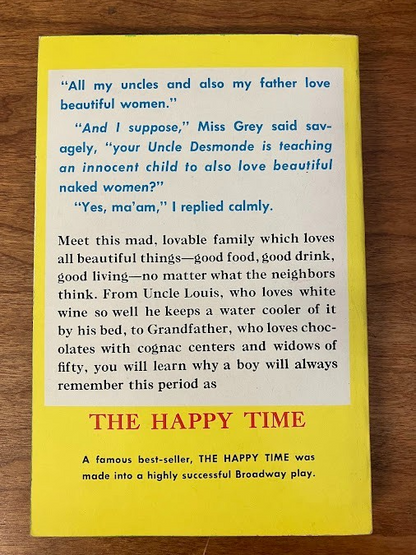 “All my uncles and also my father love
beautiful women.”
“And I suppose,” Miss Grey said sav-
agely, “your Uncle Desmonde is teaching
an innocent child to also love beautiful
naked women?”
“Yes, ma’am,” I replied calmly.
Meet this mad, lovable family which loves
all beautiful things—good food, good drink,
good living—no matter what the neighbors
think. From Uncle Louis, who loves white
wine so well he keeps a water cooler of it
by his bed, to Grandfather, who loves choc-
olates with cognac centers and widows of
fifty, you will learn why a boy will always
remember this period as
THE HAPPY TIME
A famous best-seller, THE HAPPY TIME was
made into a highly successful Broadway play.